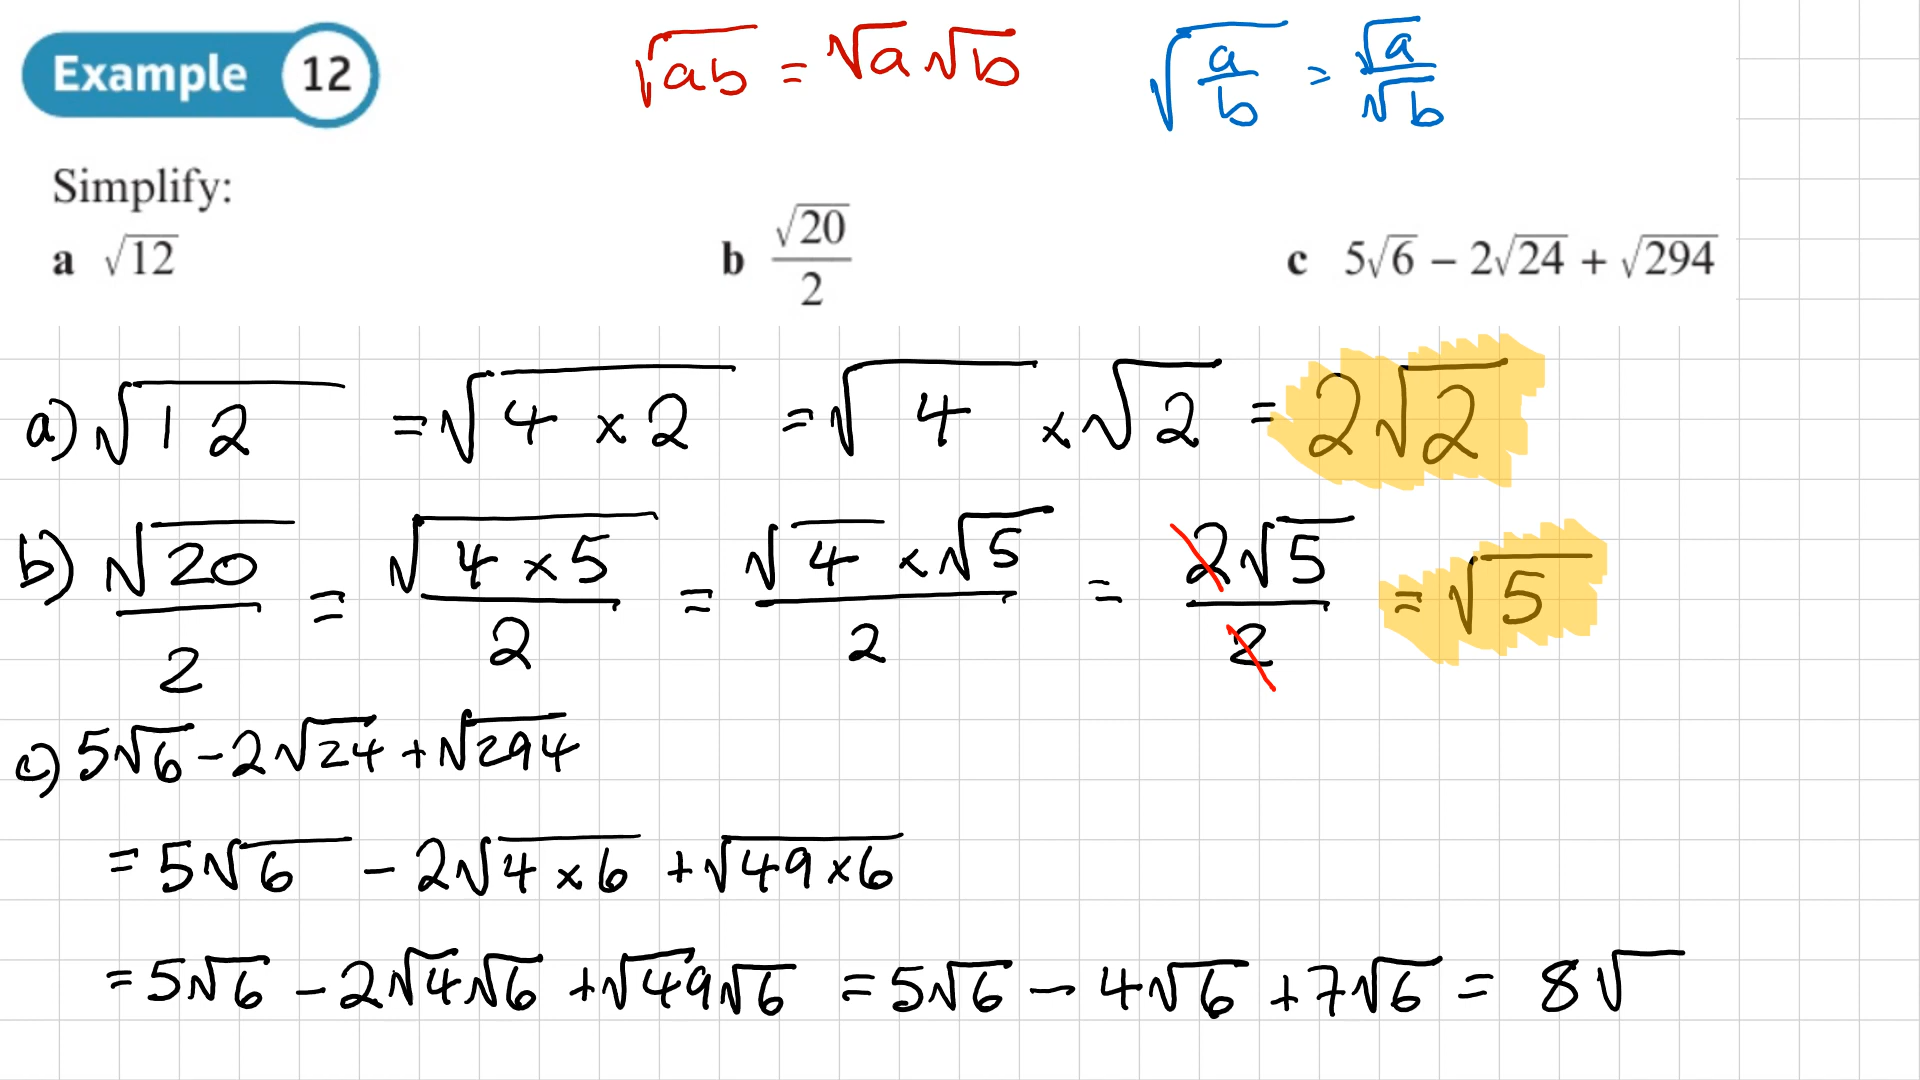 Example 12
√ab = √a √b
√(a/b) = √a/√b
Simplify:
a √12
b √20/2
c 5√6 − 2√24 + √294
a) √12 = √(4 × 2) = √4 × √2 = 2√2
b) √20/2 = √(4 × 5)/2 = (√4 × √5)/2 = 2√5/2 = √5
c) 5√6 − 2√24 + √294
= 5√6 − 2√(4 × 6) + √(49 × 6)
= 5√6 − 2√4√6 + √49√6 = 5√6 − 4√6 + 7√6 = 8√